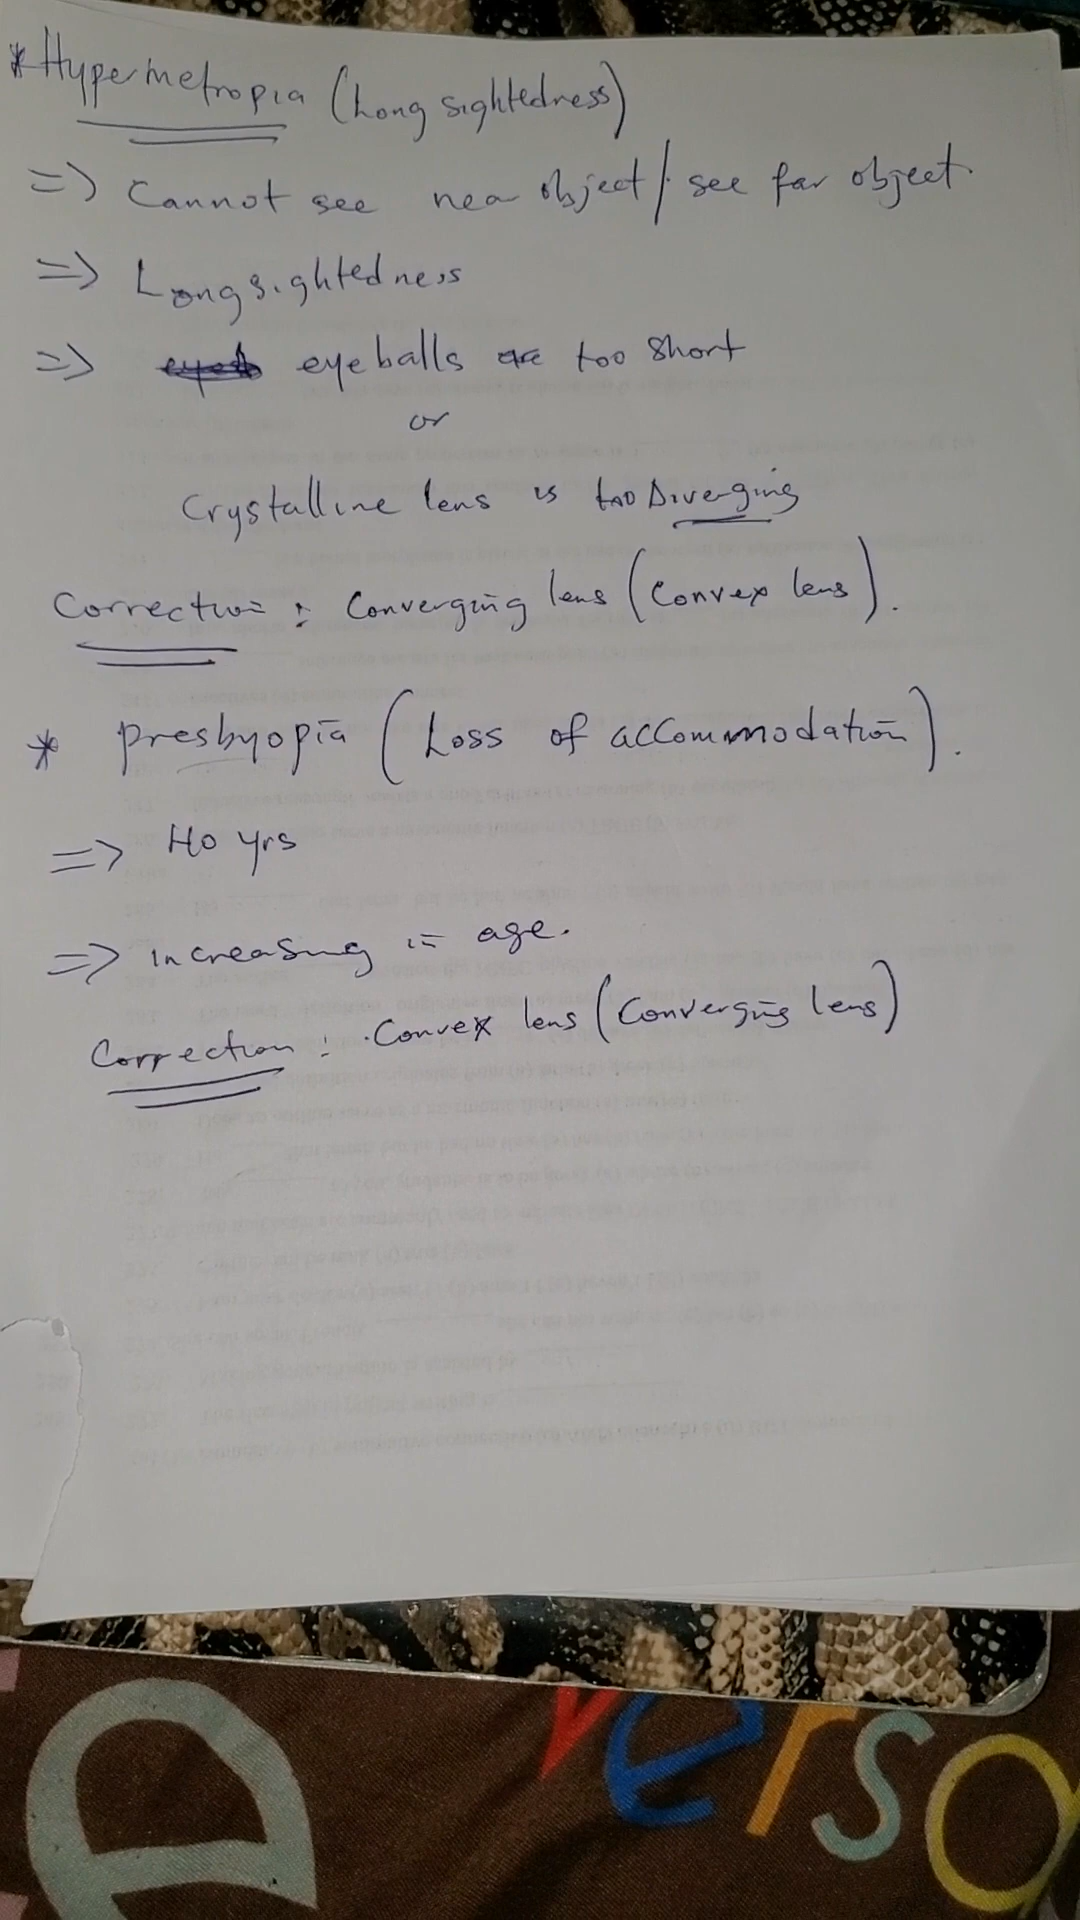 * Hypermetropia (Long sightedness)
=> Cannot see near object/ see far object.
=> Longsightedness
=> eyeballs are too short
or
Crystalline lens is too Diverging
Correction : Converging lens (Convex lens).
* presbyopia (Loss of accommodation).
=> 40 yrs
=> increasing in age.
Correction : Convex lens (Converging lens)
e verso